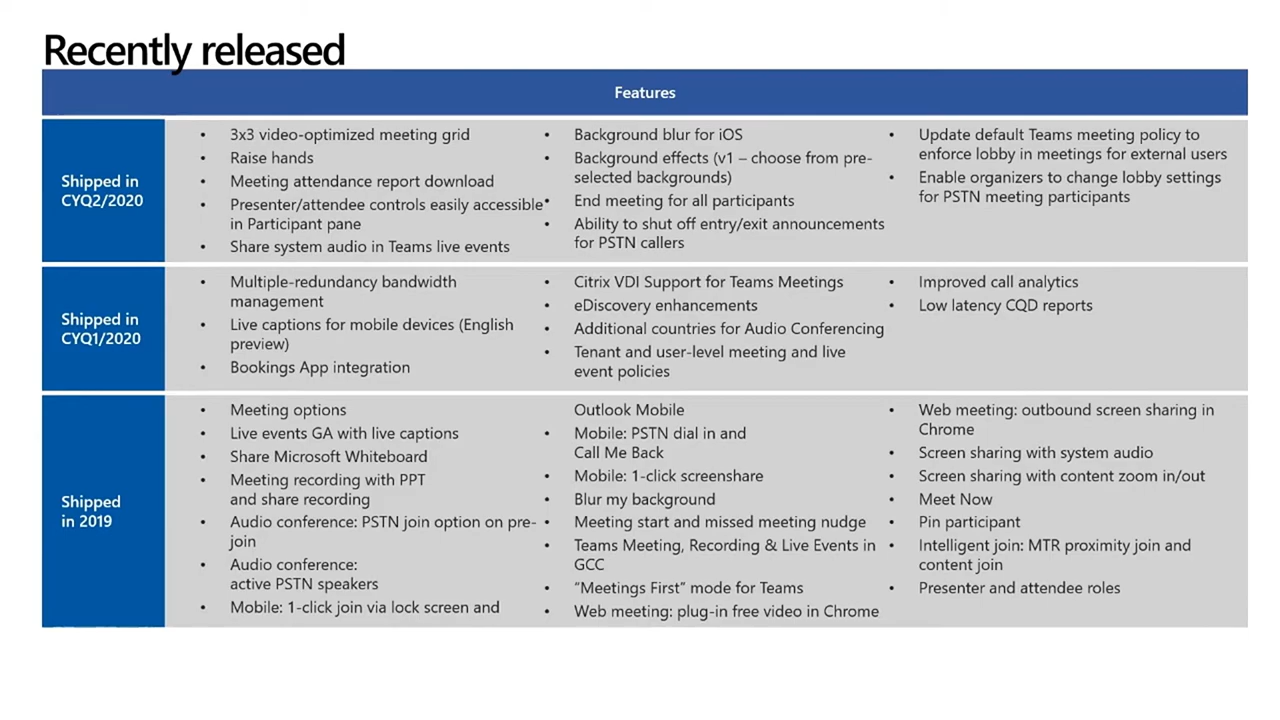 Recently released
Features
Shipped in
CYQ2/2020
• 3x3 video-optimized meeting grid
• Raise hands
• Meeting attendance report download
• Presenter/attendee controls easily accessible
in Participant pane
• Share system audio in Teams live events
• Background blur for iOS
• Background effects (v1 – choose from pre-
selected backgrounds)
• End meeting for all participants
• Ability to shut off entry/exit announcements
for PSTN callers
• Update default Teams meeting policy to
enforce lobby in meetings for external users
• Enable organizers to change lobby settings
for PSTN meeting participants
Shipped in
CYQ1/2020
• Multiple-redundancy bandwidth
management
• Live captions for mobile devices (English
preview)
• Bookings App integration
• Citrix VDI Support for Teams Meetings
• eDiscovery enhancements
• Additional countries for Audio Conferencing
• Tenant and user-level meeting and live
event policies
• Improved call analytics
• Low latency CQD reports
Shipped
in 2019
• Meeting options
• Live events GA with live captions
• Share Microsoft Whiteboard
• Meeting recording with PPT
and share recording
• Audio conference: PSTN join option on pre-
join
• Audio conference:
active PSTN speakers
• Mobile: 1-click join via lock screen and
Outlook Mobile
• Mobile: PSTN dial in and
Call Me Back
• Mobile: 1-click screenshare
• Blur my background
• Meeting start and missed meeting nudge
• Teams Meeting, Recording & Live Events in
GCC
• “Meetings First” mode for Teams
• Web meeting: plug-in free video in Chrome
• Web meeting: outbound screen sharing in
Chrome
• Screen sharing with system audio
• Screen sharing with content zoom in/out
• Meet Now
• Pin participant
• Intelligent join: MTR proximity join and
content join
• Presenter and attendee roles